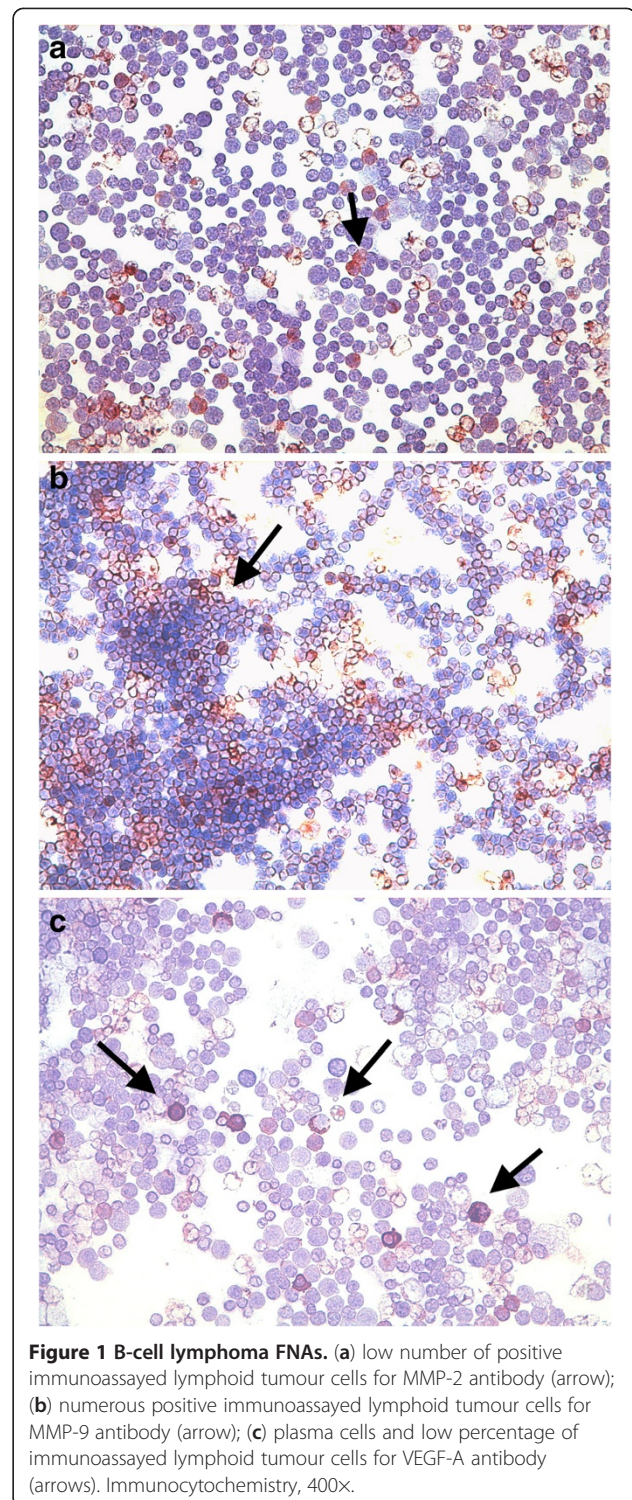 a
b
c
Figure 1 B-cell lymphoma FNAs. (a) low number of positive
immunoassayed lymphoid tumour cells for MMP-2 antibody (arrow);
(b) numerous positive immunoassayed lymphoid tumour cells for
MMP-9 antibody (arrow); (c) plasma cells and low percentage of
immunoassayed lymphoid tumour cells for VEGF-A antibody
(arrows). Immunocytochemistry, 400×.